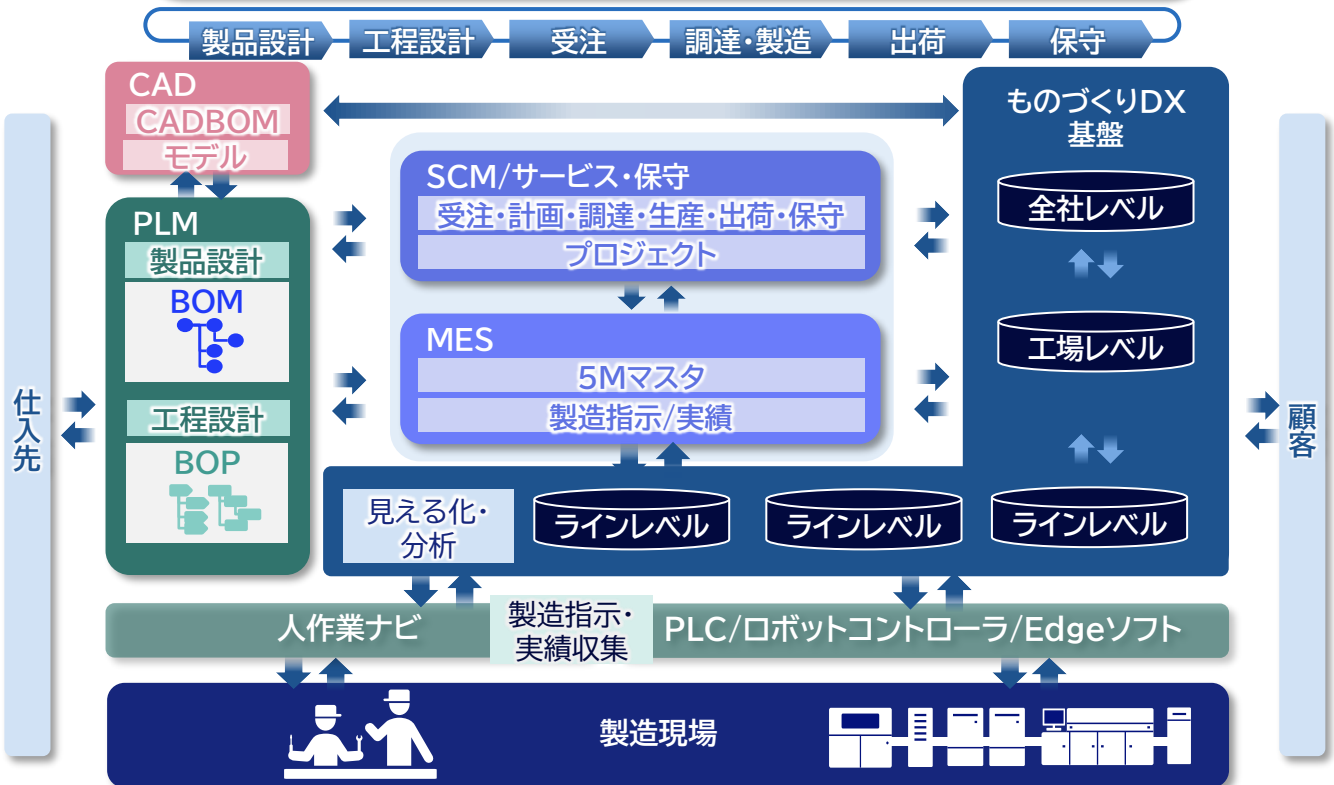 製品設計
工程設計
受注
調達・製造
出荷
保守
CAD
CADBOM
モデル
PLM
製品設計
BOM
工程設計
BOP
SCM/サービス・保守
受注・計画・調達・生産・出荷・保守
プロジェクト
MES
5Mマスタ
製造指示/実績
ものづくりDX
基盤
全社レベル
工場レベル
見える化・
分析
ラインレベル
ラインレベル
ラインレベル
仕入先
顧客
人作業ナビ
製造指示・
実績収集
PLC/ロボットコントローラ/Edgeソフト
製造現場